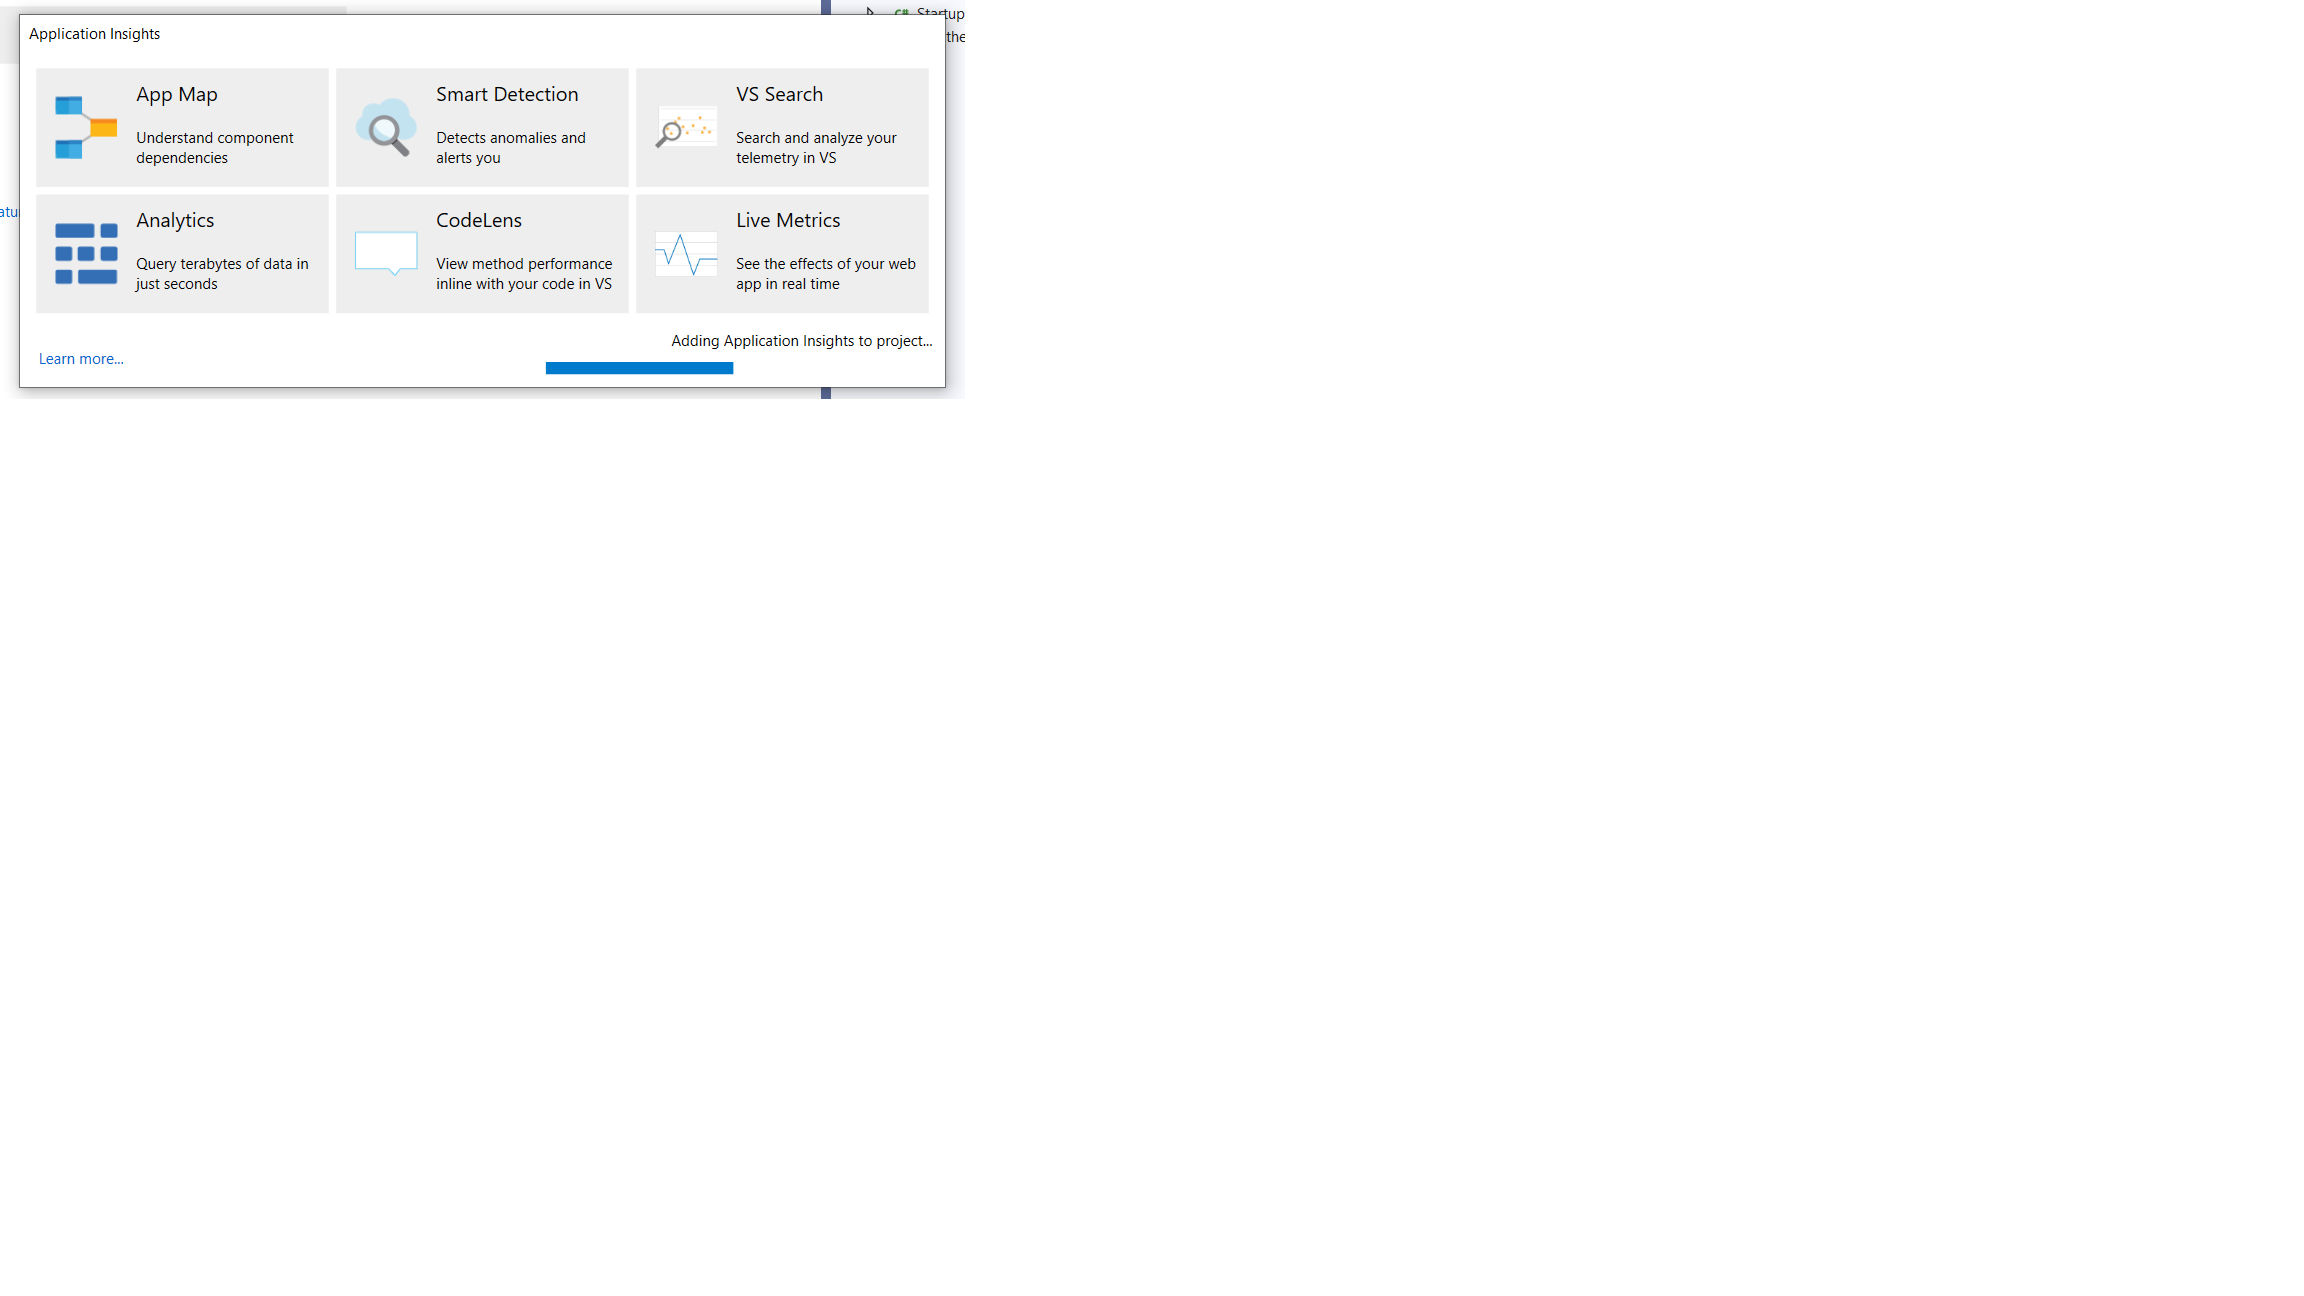 C# Startup
the
Application Insights
App Map
Understand component
dependencies
Smart Detection
Detects anomalies and
alerts you
VS Search
Search and analyze your
telemetry in VS
atu
Analytics
Query terabytes of data in
just seconds
CodeLens
View method performance
inline with your code in VS
Live Metrics
See the effects of your web
app in real time
Adding Application Insights to project...
Learn more...